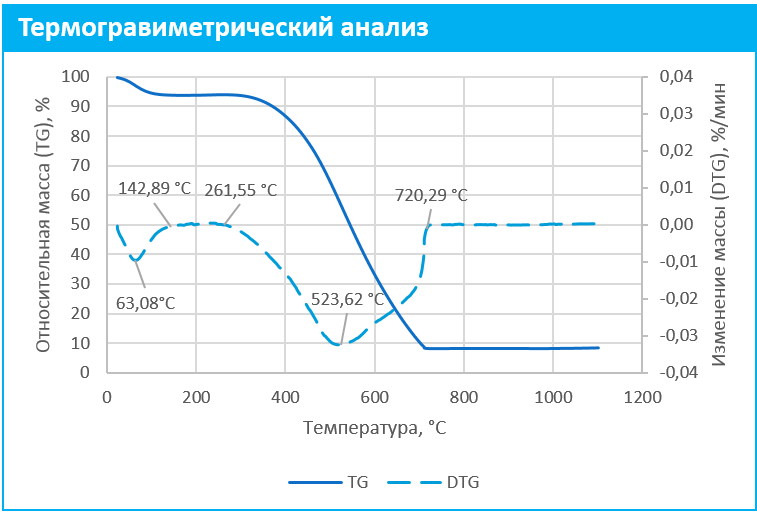 Термогравиметрический анализ
Относительная масса (TG), %
100
90
80
70
60
50
40
30
20
10
0
142,89 °C
261,55 °C
720,29 °C
63,08°C
523,62 °C
0,04
0,03
0,02
0,01
0,00
-0,01
-0,02
-0,03
-0,04
Изменение массы (DTG), %/мин
0 200 400 600 800 1000 1200
Температура, °C
TG DTG